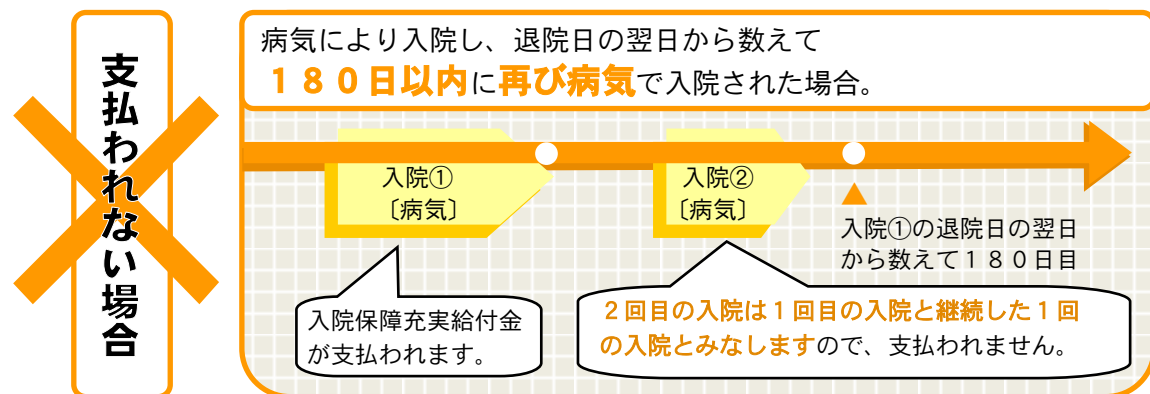 支払われない場合
病気により入院し、退院日の翌日から数えて
１８０日以内に再び病気で入院された場合。
入院①
〔病気〕
入院②
〔病気〕
入院①の退院日の翌日
から数えて１８０日目
入院保障充実給付金
が支払われます。
２回目の入院は１回目の入院と継続した１回
の入院とみなしますので、支払われません。